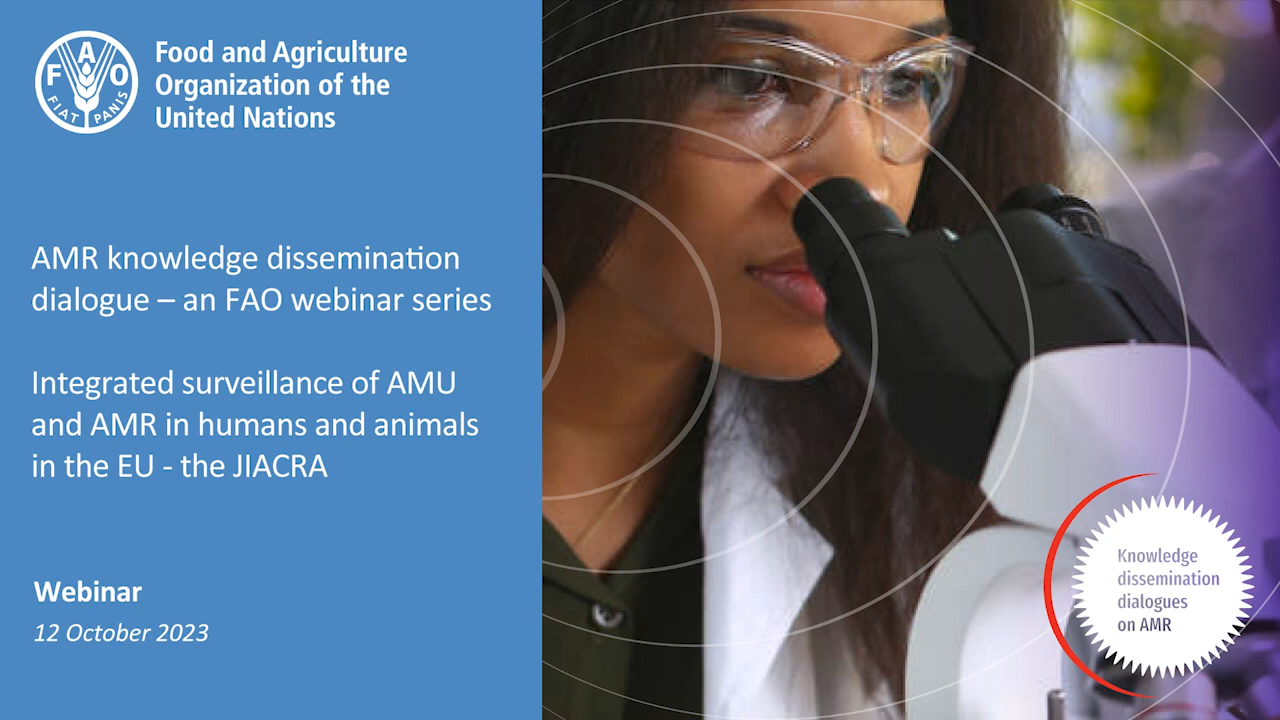 F A O
FIAT PANIS
Food and Agriculture
Organization of the
United Nations
AMR knowledge dissemination
dialogue – an FAO webinar series
Integrated surveillance of AMU
and AMR in humans and animals
in the EU - the JIACRA
Webinar
12 October 2023
Knowledge
dissemination
dialogues
on AMR